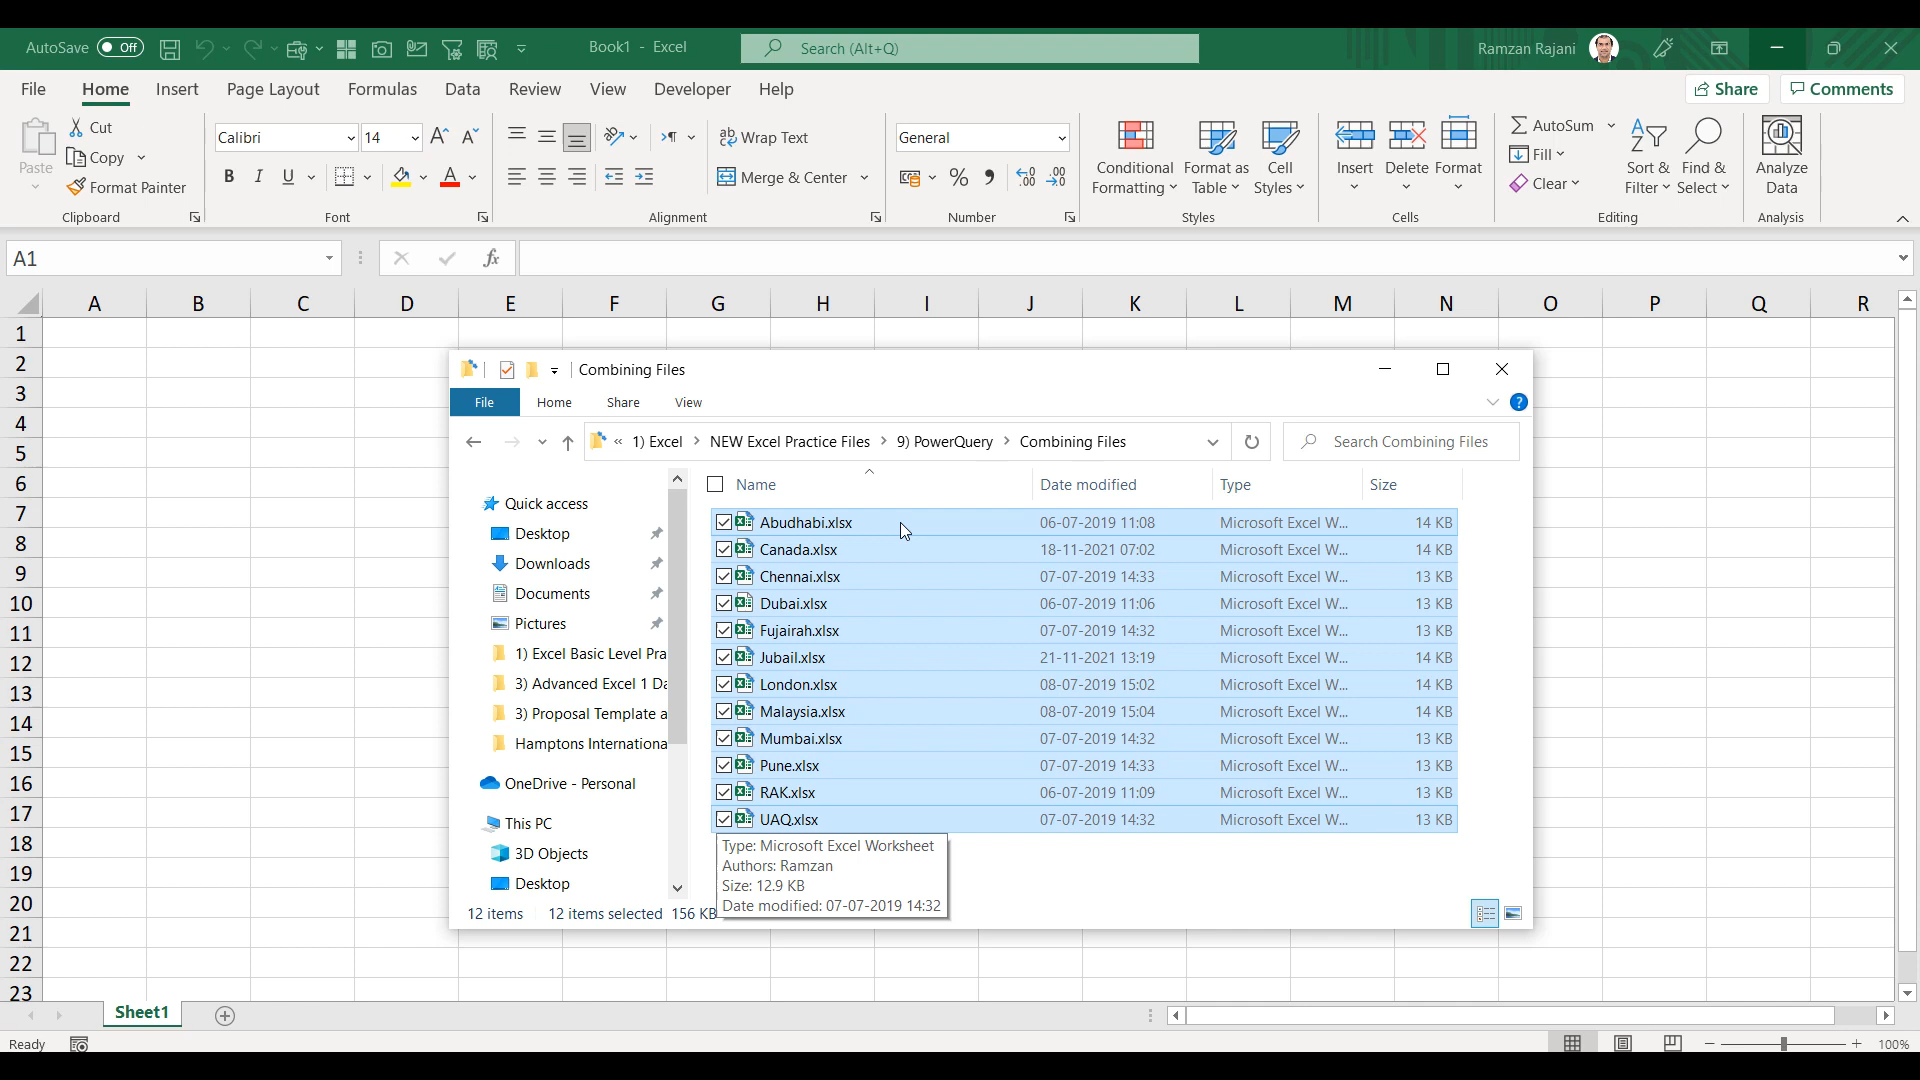 AutoSave Off Book1 - Excel Search (Alt+Q) Ramzan Rajani
File Home Insert Page Layout Formulas Data Review View Developer Help Share Comments
Paste Cut Copy Format Painter Clipboard
Calibri 14 A A B I U A Font
ab Wrap Text Merge & Center Alignment
General % Number
Conditional Formatting Format as Table Cell Styles Styles
Insert Delete Format Cells
AutoSum Fill Clear Sort & Filter Find & Select Editing
Analyze Data Analysis
A1 fx
A B C D E F G H I J K L M N O P Q R
1
2
3
4
5
6
7
8
9
10
11
12
13
14
15
16
17
18
19
20
21
22
23
Combining Files
File Home Share View
« 1) Excel > NEW Excel Practice Files > 9) PowerQuery > Combining Files Search Combining Files
Quick access
Desktop
Downloads
Documents
Pictures
1) Excel Basic Level Pra
3) Advanced Excel 1 Da
3) Proposal Template a
Hamptons Internationa
OneDrive - Personal
This PC
3D Objects
Desktop
Name Date modified Type Size
Abudhabi.xlsx 06-07-2019 11:08 Microsoft Excel W... 14 KB
Canada.xlsx 18-11-2021 07:02 Microsoft Excel W... 14 KB
Chennai.xlsx 07-07-2019 14:33 Microsoft Excel W... 13 KB
Dubai.xlsx 06-07-2019 11:06 Microsoft Excel W... 13 KB
Fujairah.xlsx 07-07-2019 14:32 Microsoft Excel W... 13 KB
Jubail.xlsx 21-11-2021 13:19 Microsoft Excel W... 14 KB
London.xlsx 08-07-2019 15:02 Microsoft Excel W... 14 KB
Malaysia.xlsx 08-07-2019 15:04 Microsoft Excel W... 14 KB
Mumbai.xlsx 07-07-2019 14:32 Microsoft Excel W... 13 KB
Pune.xlsx 07-07-2019 14:33 Microsoft Excel W... 13 KB
RAK.xlsx 06-07-2019 11:09 Microsoft Excel W... 13 KB
UAQ.xlsx 07-07-2019 14:32 Microsoft Excel W... 13 KB
Type: Microsoft Excel Worksheet
Authors: Ramzan
Size: 12.9 KB
Date modified: 07-07-2019 14:32
12 items 12 items selected 156 KB
Sheet1
Ready 100%